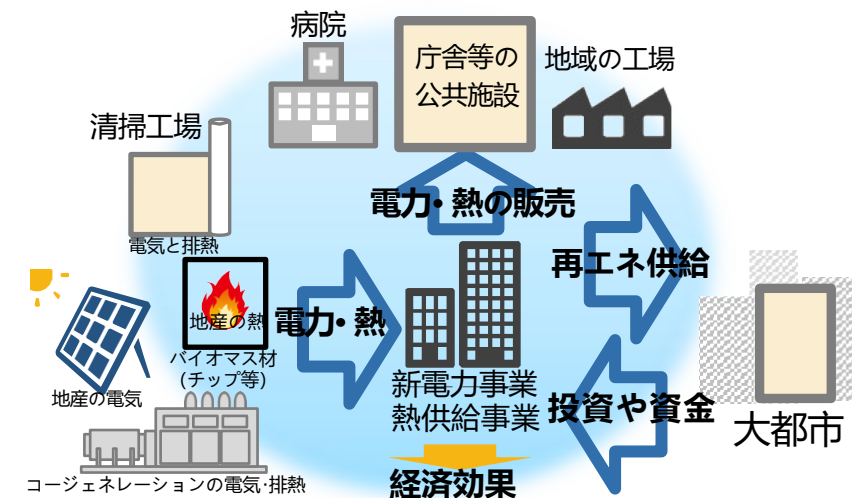 病院
庁舎等の
公共施設
地域の工場
清掃工場
電気と排熱
電力・熱の販売
再エネ供給
地産の熱
電力・熱
バイオマス材
(チップ等)
地産の電気
新電力事業
熱供給事業
投資や資金
大都市
コージェネレーションの電気・排熱
経済効果